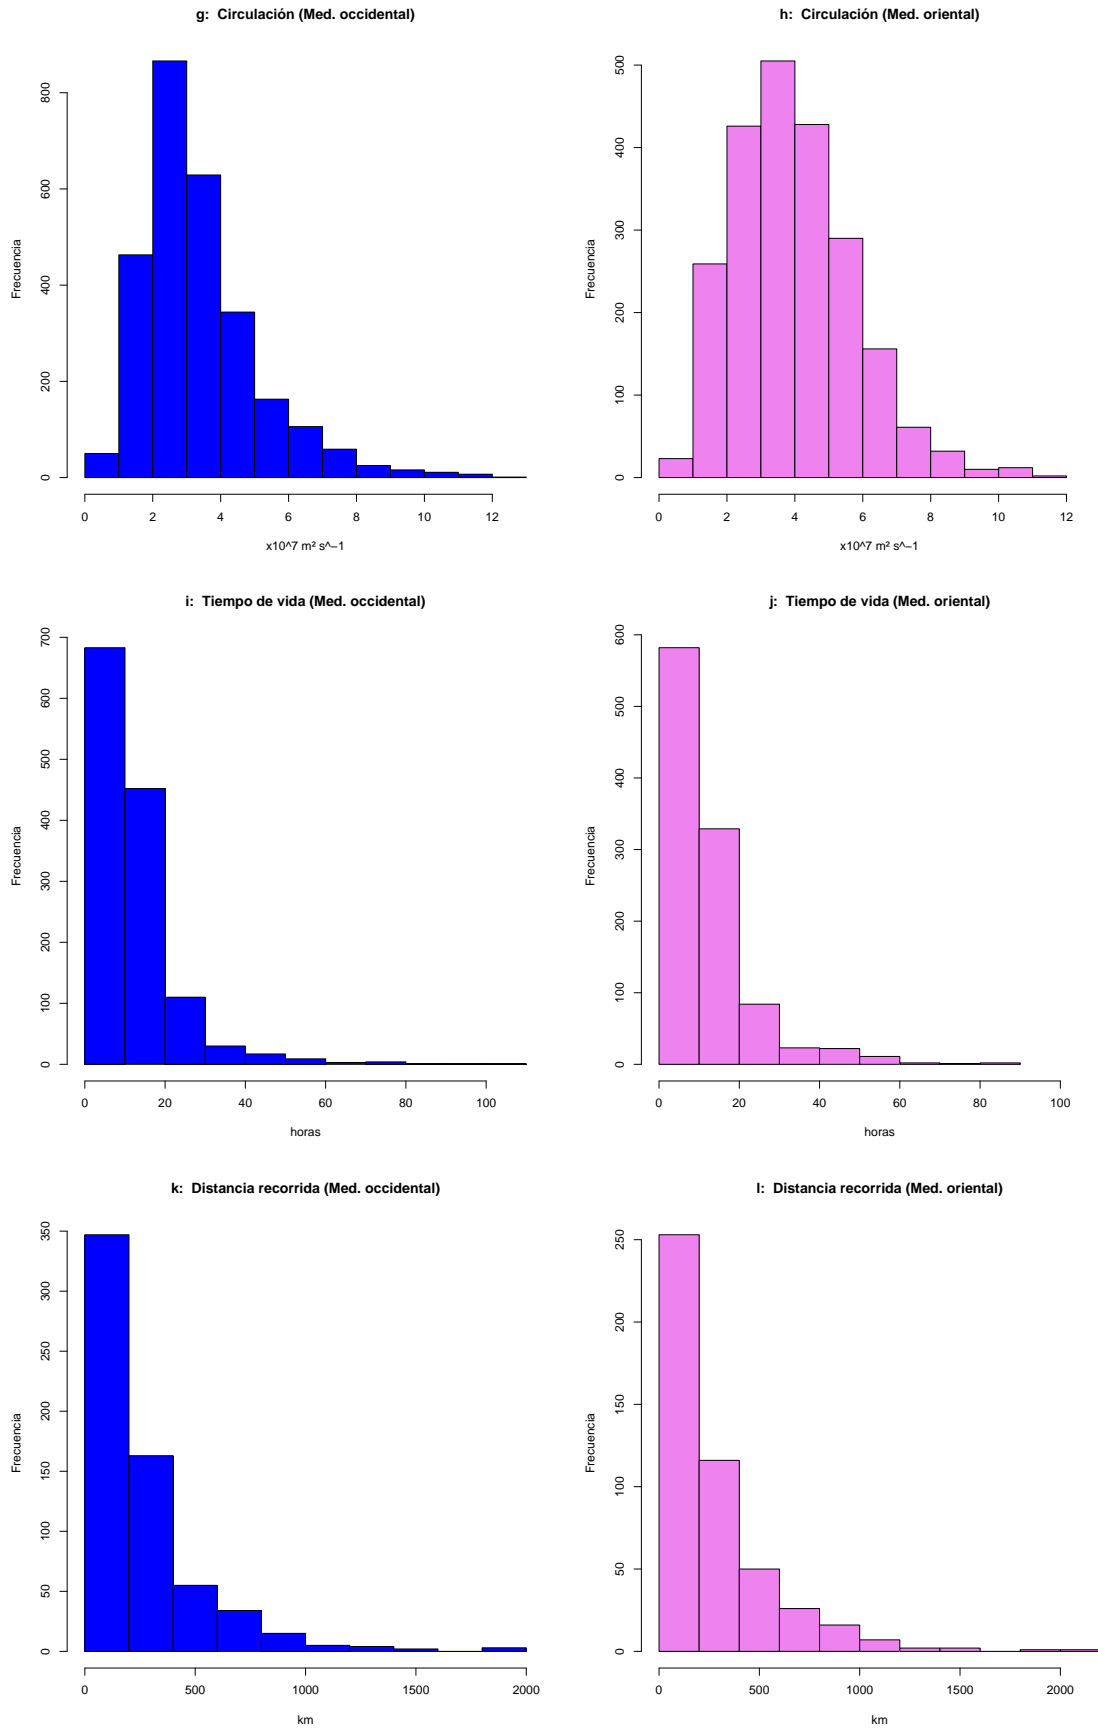 g:  Circulación (Med. occidental)
Frecuencia
800
600
400
200
0
0 2 4 6 8 10 12
x10^7 m² s^−1
h:  Circulación (Med. oriental)
Frecuencia
500
400
300
200
100
0
0 2 4 6 8 10 12
x10^7 m² s^−1
i:  Tiempo de vida (Med. occidental)
Frecuencia
700
600
500
400
300
200
100
0
0 20 40 60 80 100
horas
j:  Tiempo de vida (Med. oriental)
Frecuencia
600
500
400
300
200
100
0
0 20 40 60 80 100
horas
k:  Distancia recorrida (Med. occidental)
Frecuencia
350
300
250
200
150
100
50
0
0 500 1000 1500 2000
km
l:  Distancia recorrida (Med. oriental)
Frecuencia
250
200
150
100
50
0
0 500 1000 1500 2000
km